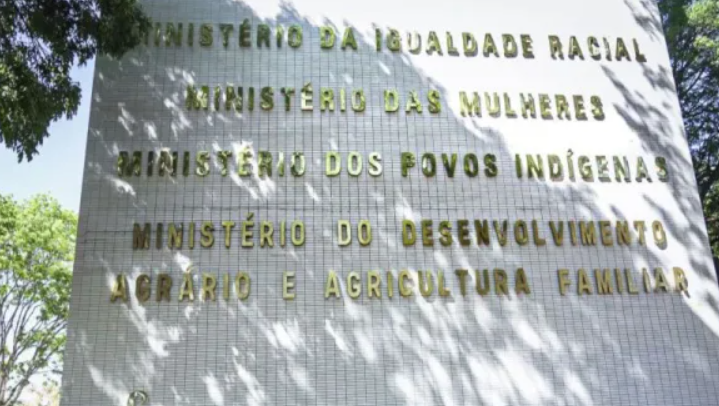 MINISTÉRIO DA IGUALDADE RACIAL
MINISTÉRIO DAS MULHERES
MINISTÉRIO DOS POVOS INDÍGENAS
MINISTÉRIO DO DESENVOLVIMENTO
AGRÁRIO E AGRICULTURA FAMILIAR